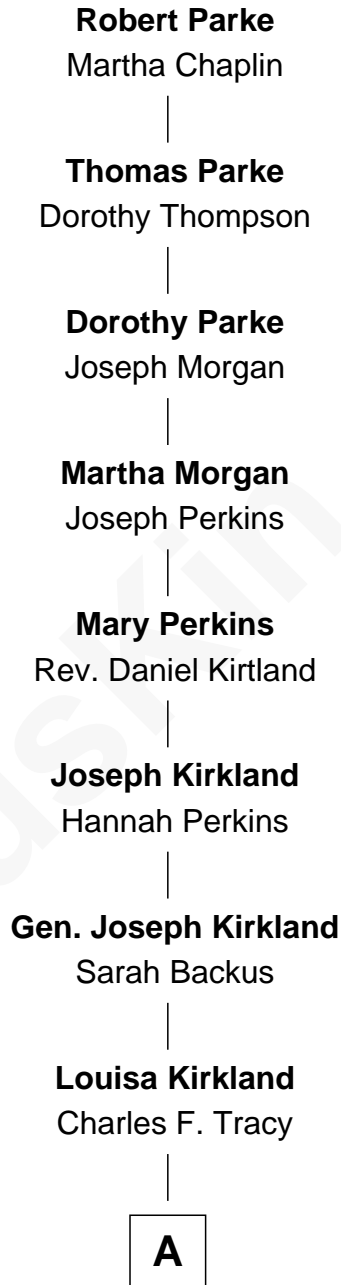 Robert Parke
Martha Chaplin
Thomas Parke
Dorothy Thompson
Dorothy Parke
Joseph Morgan
Martha Morgan
Joseph Perkins
Mary Perkins
Rev. Daniel Kirtland
Joseph Kirkland
Hannah Perkins
Gen. Joseph Kirkland
Sarah Backus
Louisa Kirkland
Charles F. Tracy
A